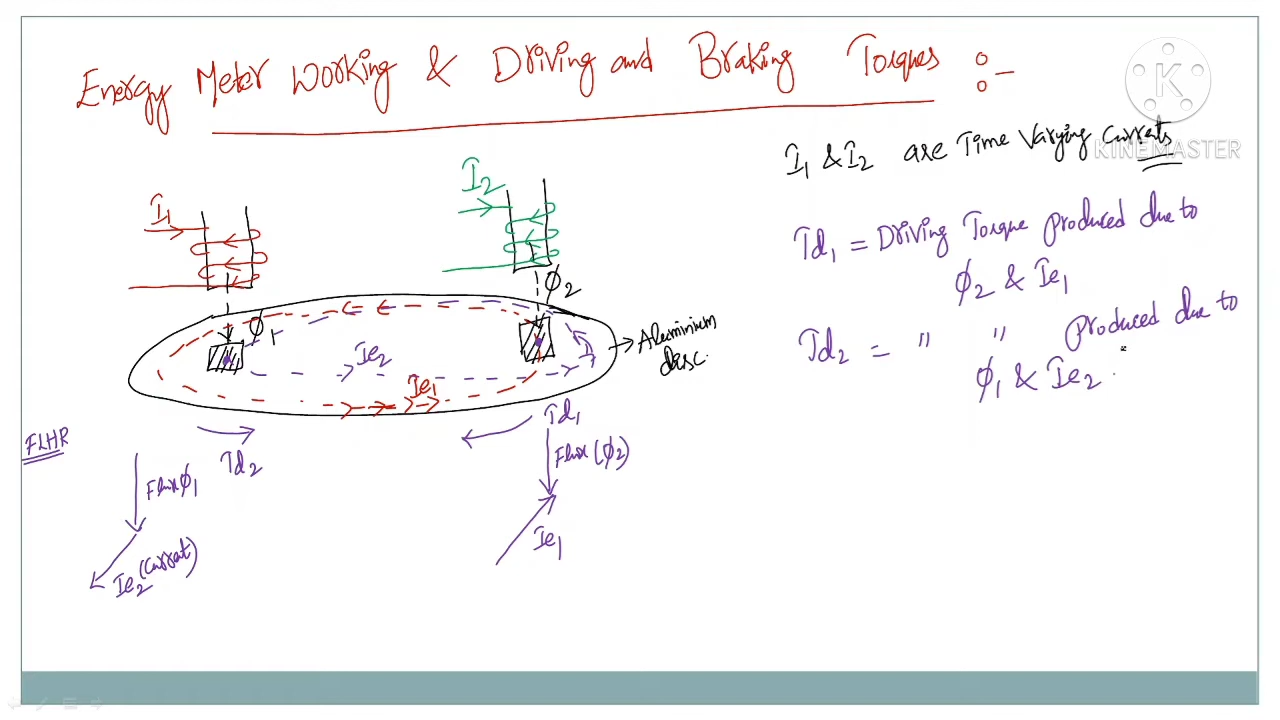 Energy Meter Working & Driving and Braking Torques :-
K
KINEMASTER
I1 & I2 are Time Varying Currents
I1
I2
Td1 = Driving Torque produced due to
ϕ2 & Ie1
Td2 = " " produced due to
ϕ1 & Ie2.
ϕ2
ϕ1
Ie2
Ie1
Aluminium
disc.
FLHR
Td2
Td1
Flux ϕ1
Flux (ϕ2)
Ie2 (Current)
Ie1